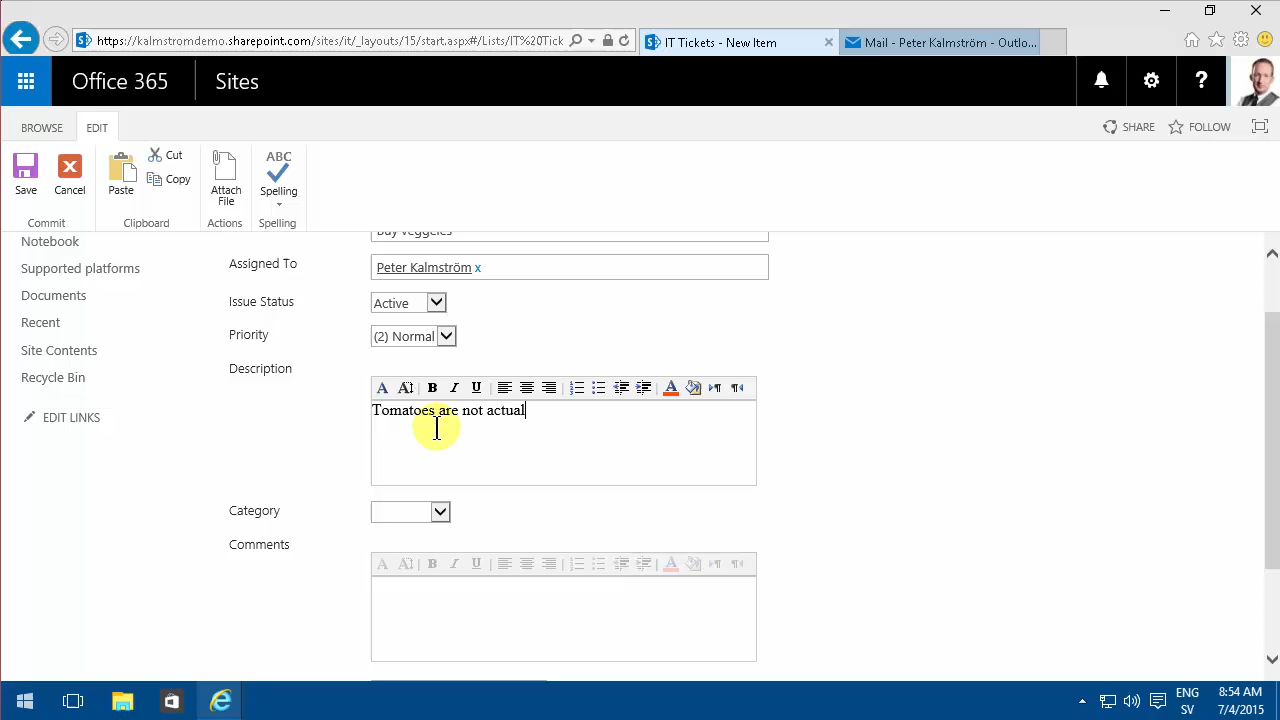 https://kalmstromdemo.sharepoint.com/sites/it/_layouts/15/start.aspx#/Lists/IT%20Tick
IT Tickets - New Item
Mail - Peter Kalmström - Outlo...
Office 365
Sites
?
BROWSE
EDIT
SHARE
FOLLOW
Save
Cancel
Paste
Cut
Copy
Attach
File
ABC
Spelling
Commit
Clipboard
Actions
Spelling
Notebook
Supported platforms
Documents
Recent
Site Contents
Recycle Bin
EDIT LINKS
Buy veggeies
Assigned To
Peter Kalmström x
Issue Status
Active
Priority
(2) Normal
Description
A A B I U A
Tomatoes are not actual
Category
Comments
A A B I U A
ENG
SV
8:54 AM
7/4/2015